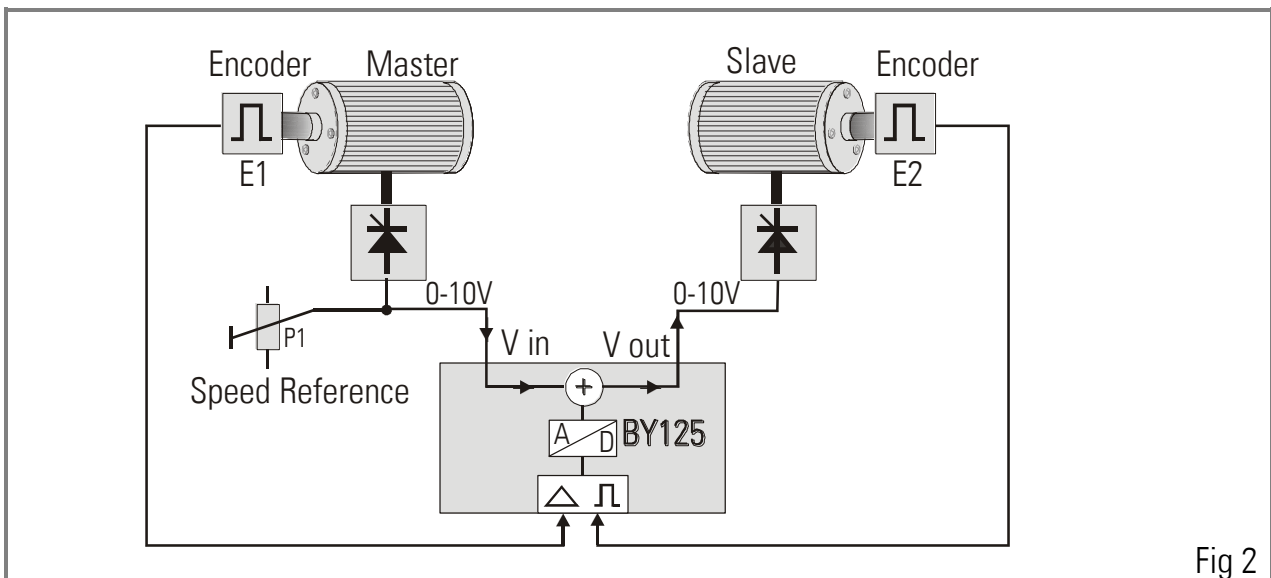 Encoder Master Slave Encoder
E1 E2
0-10V 0-10V
P1
V in V out
Speed Reference
A D BY125
Fig 2